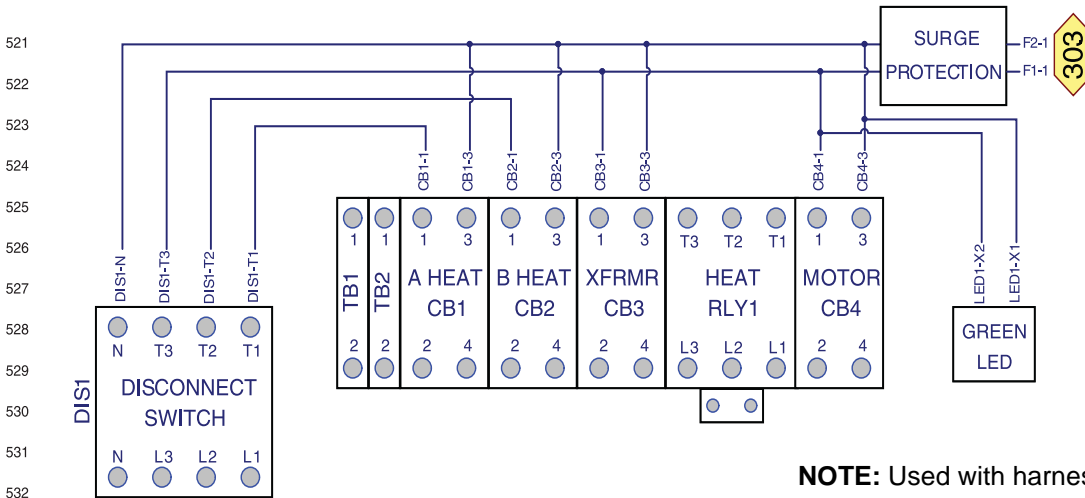 521
522
523
524
525
526
527
528
529
530
531
532
SURGE
PROTECTION
F2-1
F1-1
303
CB1-1
CB1-3
CB2-1
CB2-3
CB3-1
CB3-3
CB4-1
CB4-3
DIS1-N
DIS1-T3
DIS1-T2
DIS1-T1
LED1-X2
LED1-X1
1 1 1 3 1 3 1 3 T3 T2 T1 1 3
TB1
TB2
A HEAT
CB1
B HEAT
CB2
XFRMR
CB3
HEAT
RLY1
MOTOR
CB4
2 2 2 4 2 4 2 4 L3 L2 L1 2 4
GREEN
LED
DIS1
N T3 T2 T1
DISCONNECT
SWITCH
N L3 L2 L1
NOTE: Used with harnes